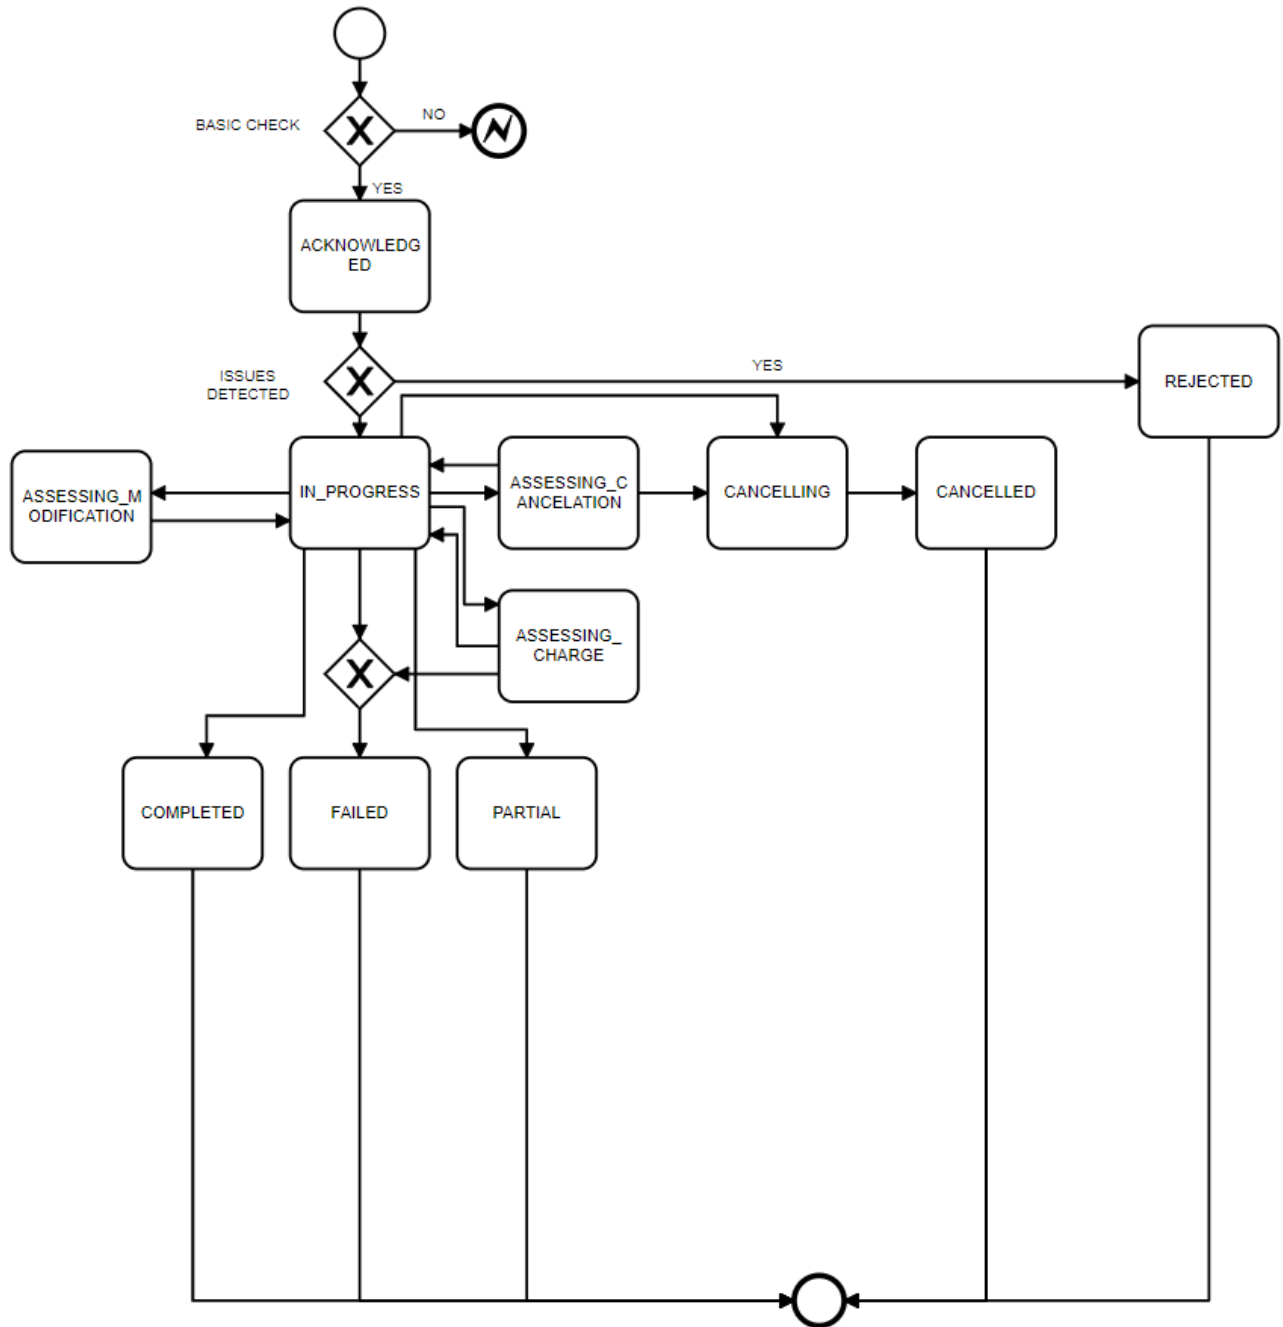 BASIC CHECK
NO
YES
ACKNOWLEDG
ED
ISSUES
DETECTED
YES
REJECTED
ASSESSING_M
ODIFICATION
IN_PROGRESS
ASSESSING_C
ANCELATION
CANCELLING
CANCELLED
ASSESSING_
CHARGE
COMPLETED
FAILED
PARTIAL